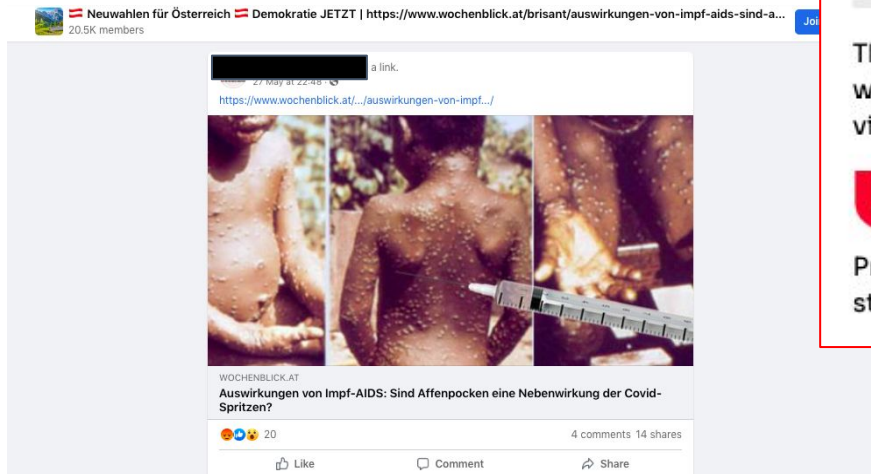 Neuwahlen für Österreich 🇦🇹 Demokratie JETZT | https://www.wochenblick.at/brisant/auswirkungen-von-impf-aids-sind-a...
20.5K members
a link.
27 May at 22:48
https://www.wochenblick.at/.../auswirkungen-von-impf.../
WOCHENBLICK.AT
Auswirkungen von Impf-AIDS: Sind Affenpocken eine Nebenwirkung der Covid-
Spritzen?
20
4 comments 14 shares
Like
Comment
Share